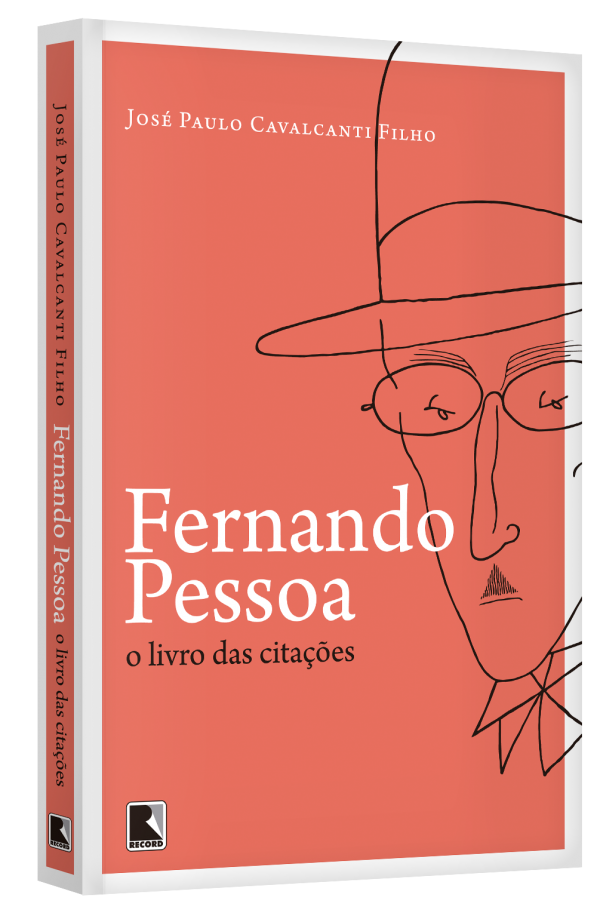 José Paulo Cavalcanti Filho
Fernando
Pessoa
o livro das citações
RECORD
José Paulo Cavalcanti Filho Fernando Pessoa o livro das citações
RECORD